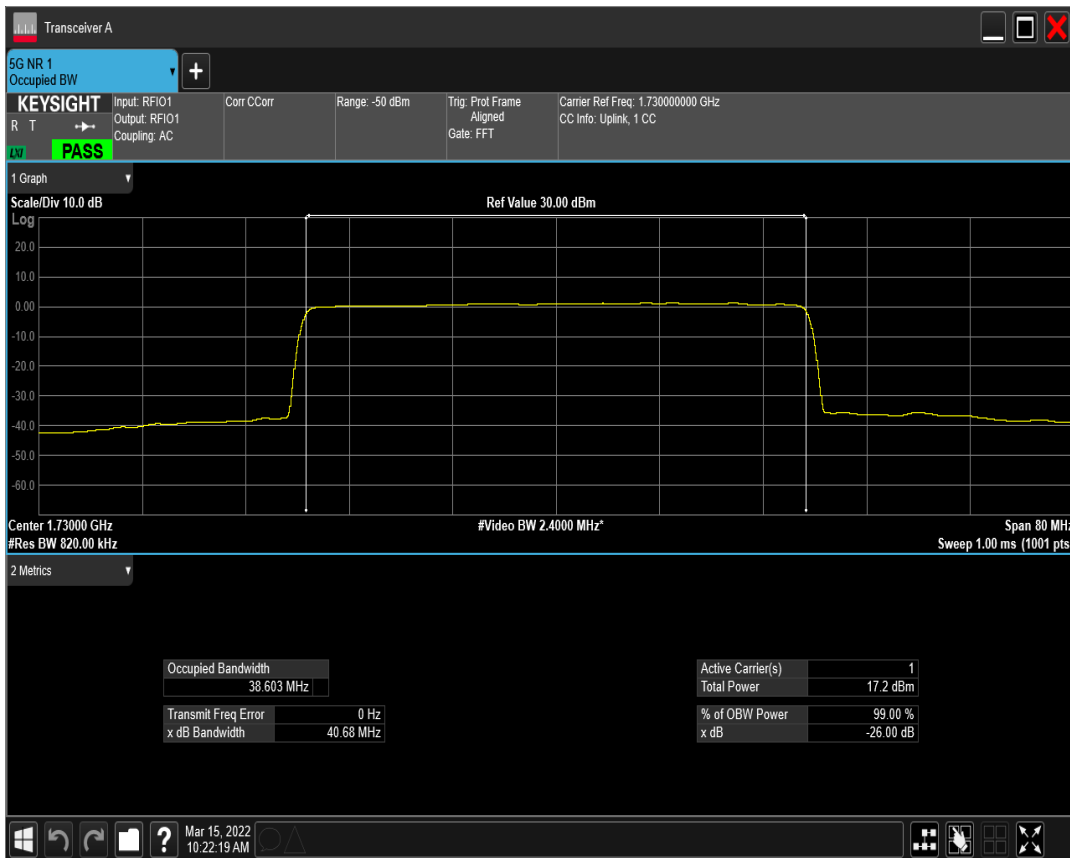 Transceiver A
5G NR 1
Occupied BW
+
KEYSIGHT
R T
LXI
PASS
Input: RFIO1
Output: RFIO1
Coupling: AC
Corr CCorr
Range: -50 dBm
Trig: Prot Frame
Aligned
Gate: FFT
Carrier Ref Freq: 1.730000000 GHz
CC Info: Uplink, 1 CC
1 Graph
Scale/Div 10.0 dB
Ref Value 30.00 dBm
Log
20.0
10.0
0.00
-10.0
-20.0
-30.0
-40.0
-50.0
-60.0
Center 1.73000 GHz
#Video BW 2.4000 MHz*
Span 80 MHz
#Res BW 820.00 kHz
Sweep 1.00 ms (1001 pts
2 Metrics
Occupied Bandwidth
38.603 MHz
Transmit Freq Error 0 Hz
x dB Bandwidth 40.68 MHz
Active Carrier(s) 1
Total Power 17.2 dBm
% of OBW Power 99.00 %
x dB -26.00 dB
?
Mar 15, 2022
10:22:19 AM